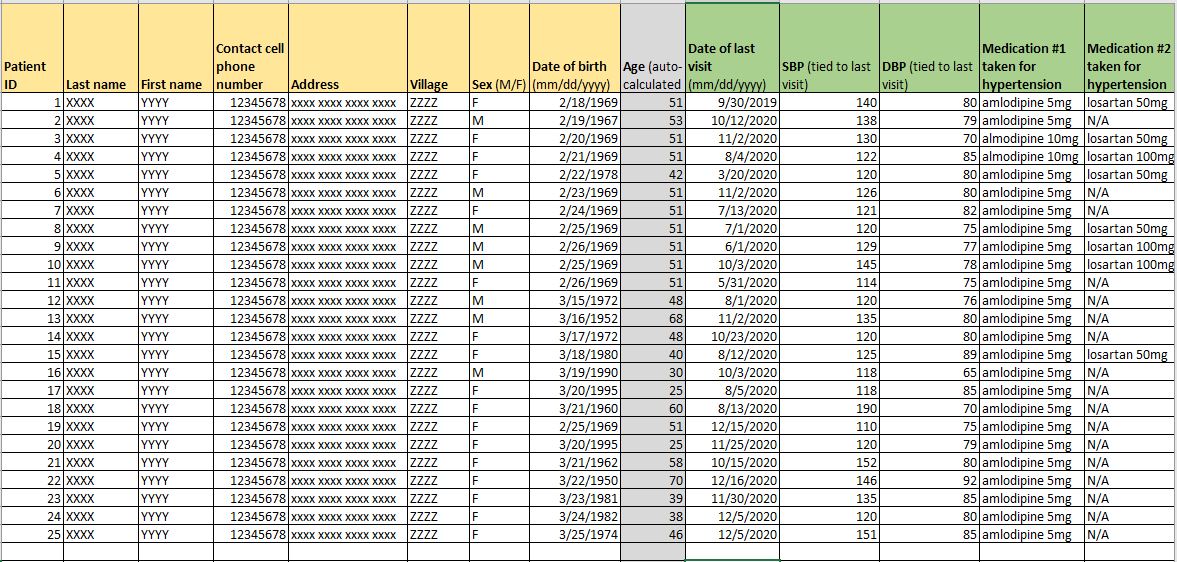 Patient ID Last name First name Contact cell phone number Address Village Sex (M/F) Date of birth (mm/dd/yyyy) Age (auto-calculated Date of last visit (mm/dd/yyyy) SBP (tied to last visit) DBP (tied to last visit) Medication #1 taken for hypertension Medication #2 taken for hypertension
1 XXXX YYYY 12345678 xxxx xxxx xxxx xxxx ZZZZ F 2/18/1969 51 9/30/2019 140 80 amlodipine 5mg losartan 50mg
2 XXXX YYYY 12345678 xxxx xxxx xxxx xxxx ZZZZ M 2/19/1967 53 10/12/2020 138 79 amlodipine 5mg N/A
3 XXXX YYYY 12345678 xxxx xxxx xxxx xxxx ZZZZ F 2/20/1969 51 11/2/2020 130 70 almodipine 10mg losartan 50mg
4 XXXX YYYY 12345678 xxxx xxxx xxxx xxxx ZZZZ F 2/21/1969 51 8/4/2020 122 85 almodipine 10mg losartan 100mg
5 XXXX YYYY 12345678 xxxx xxxx xxxx xxxx ZZZZ F 2/22/1978 42 3/20/2020 120 80 amlodipine 5mg losartan 50mg
6 XXXX YYYY 12345678 xxxx xxxx xxxx xxxx ZZZZ M 2/23/1969 51 11/2/2020 126 80 amlodipine 5mg N/A
7 XXXX YYYY 12345678 xxxx xxxx xxxx xxxx ZZZZ F 2/24/1969 51 7/13/2020 121 82 amlodipine 5mg N/A
8 XXXX YYYY 12345678 xxxx xxxx xxxx xxxx ZZZZ M 2/25/1969 51 7/1/2020 120 75 amlodipine 5mg losartan 50mg
9 XXXX YYYY 12345678 xxxx xxxx xxxx xxxx ZZZZ M 2/26/1969 51 6/1/2020 129 77 amlodipine 5mg losartan 100mg
10 XXXX YYYY 12345678 xxxx xxxx xxxx xxxx ZZZZ M 2/25/1969 51 10/3/2020 145 78 amlodipine 5mg losartan 100mg
11 XXXX YYYY 12345678 xxxx xxxx xxxx xxxx ZZZZ F 2/26/1969 51 5/31/2020 114 75 amlodipine 5mg N/A
12 XXXX YYYY 12345678 xxxx xxxx xxxx xxxx ZZZZ M 3/15/1972 48 8/1/2020 120 76 amlodipine 5mg N/A
13 XXXX YYYY 12345678 xxxx xxxx xxxx xxxx ZZZZ M 3/16/1952 68 11/2/2020 135 80 amlodipine 5mg N/A
14 XXXX YYYY 12345678 xxxx xxxx xxxx xxxx ZZZZ F 3/17/1972 48 10/23/2020 120 80 amlodipine 5mg N/A
15 XXXX YYYY 12345678 xxxx xxxx xxxx xxxx ZZZZ F 3/18/1980 40 8/12/2020 125 89 amlodipine 5mg losartan 50mg
16 XXXX YYYY 12345678 xxxx xxxx xxxx xxxx ZZZZ M 3/19/1990 30 10/3/2020 118 65 amlodipine 5mg N/A
17 XXXX YYYY 12345678 xxxx xxxx xxxx xxxx ZZZZ F 3/20/1995 25 8/5/2020 118 85 amlodipine 5mg N/A
18 XXXX YYYY 12345678 xxxx xxxx xxxx xxxx ZZZZ F 3/21/1960 60 8/13/2020 190 70 amlodipine 5mg N/A
19 XXXX YYYY 12345678 xxxx xxxx xxxx xxxx ZZZZ F 2/25/1969 51 12/15/2020 110 75 amlodipine 5mg N/A
20 XXXX YYYY 12345678 xxxx xxxx xxxx xxxx ZZZZ F 3/20/1995 25 11/25/2020 120 79 amlodipine 5mg N/A
21 XXXX YYYY 12345678 xxxx xxxx xxxx xxxx ZZZZ F 3/21/1962 58 10/15/2020 152 80 amlodipine 5mg N/A
22 XXXX YYYY 12345678 xxxx xxxx xxxx xxxx ZZZZ F 3/22/1950 70 12/16/2020 146 92 amlodipine 5mg N/A
23 XXXX YYYY 12345678 xxxx xxxx xxxx xxxx ZZZZ F 3/23/1981 39 11/30/2020 135 85 amlodipine 5mg N/A
24 XXXX YYYY 12345678 xxxx xxxx xxxx xxxx ZZZZ F 3/24/1982 38 12/5/2020 120 80 amlodipine 5mg N/A
25 XXXX YYYY 12345678 xxxx xxxx xxxx xxxx ZZZZ F 3/25/1974 46 12/5/2020 151 85 amlodipine 5mg N/A